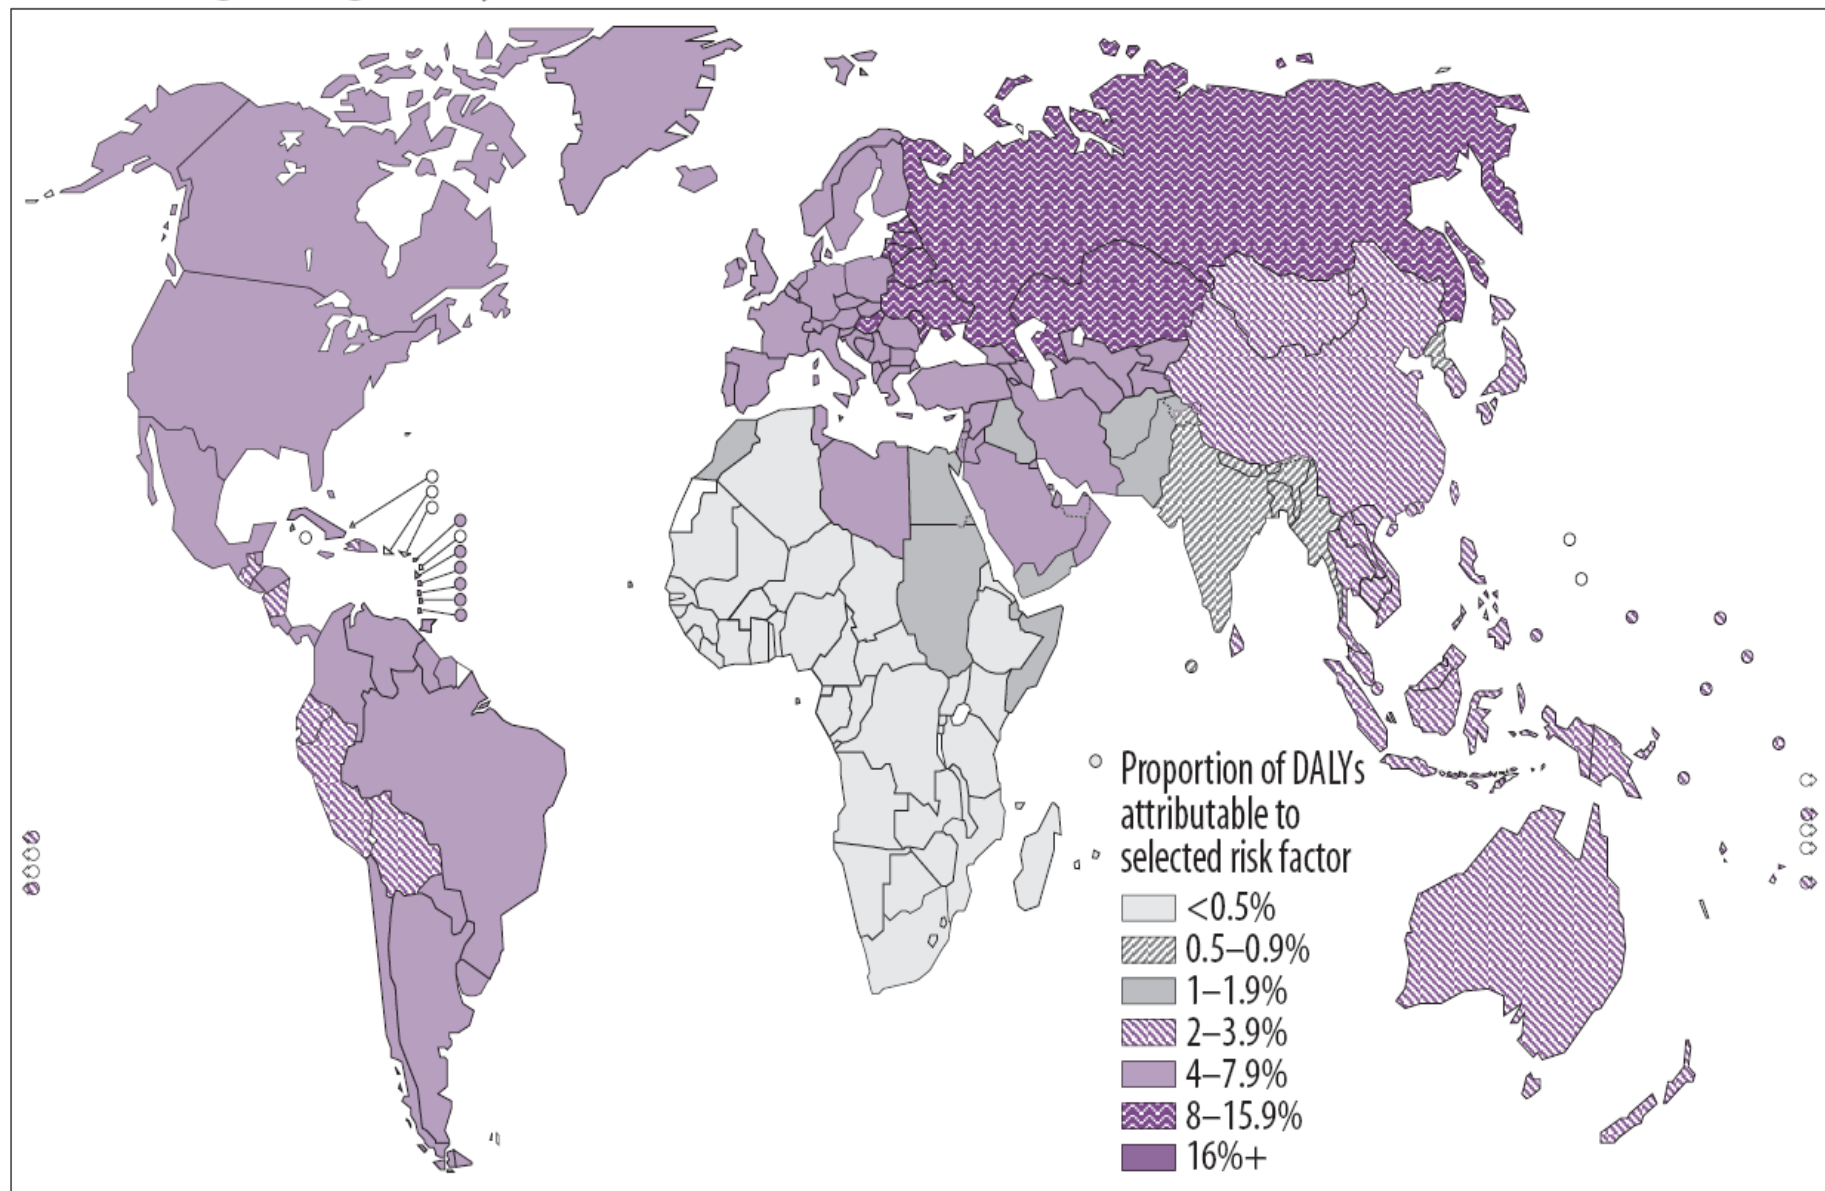 Proportion of DALYs
attributable to
selected risk factor
<0.5%
0.5–0.9%
1–1.9%
2–3.9%
4–7.9%
8–15.9%
16%+